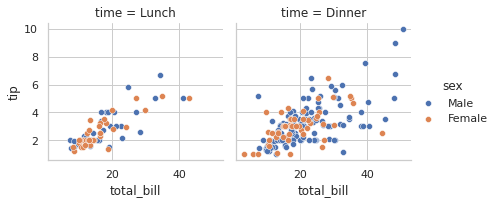 time = Lunch
time = Dinner
10
8
6
4
2
tip
20
40
20
40
total_bill
total_bill
sex
Male
Female